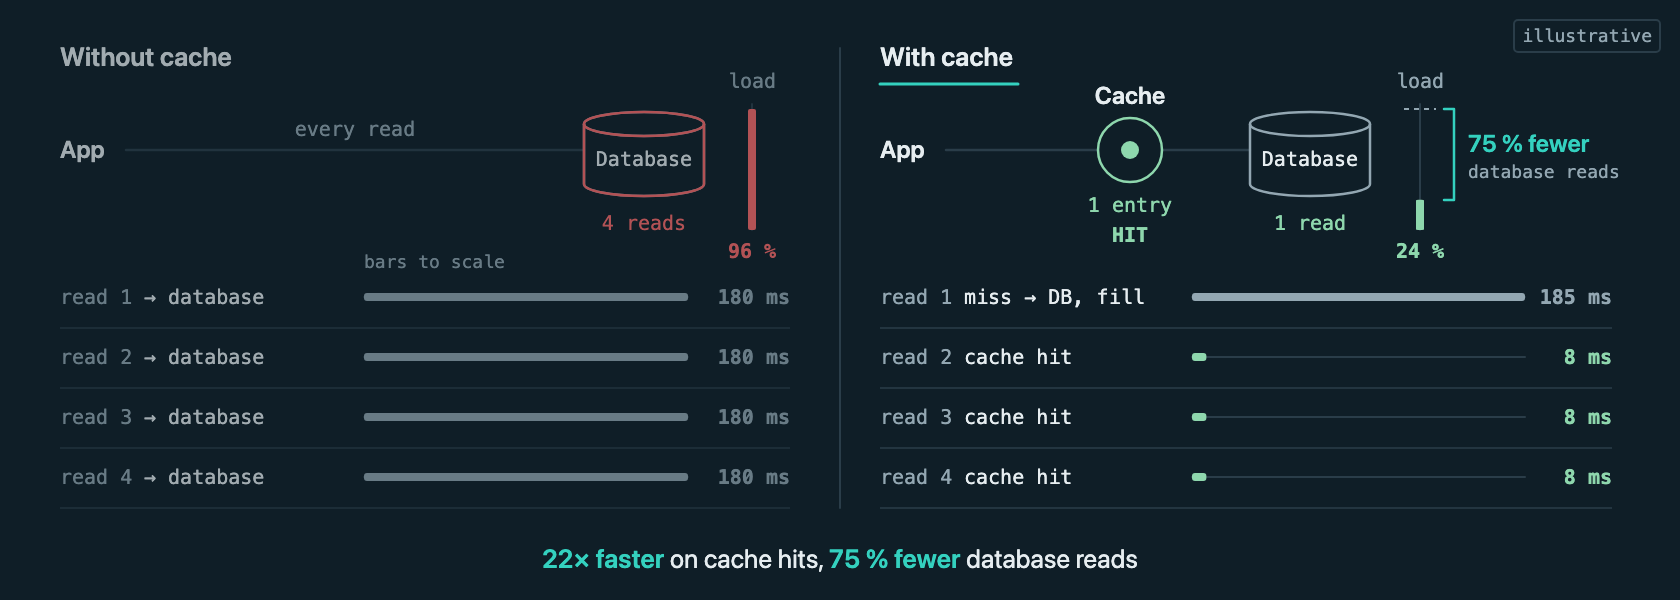 illustrative
Without cache
load
App
every read
Database
4 reads
96 %
bars to scale
read 1 → database 180 ms
read 2 → database 180 ms
read 3 → database 180 ms
read 4 → database 180 ms
With cache
load
Cache
App
Database
75 % fewer
database reads
1 entry
HIT
1 read
24 %
read 1 miss → DB, fill 185 ms
read 2 cache hit 8 ms
read 3 cache hit 8 ms
read 4 cache hit 8 ms
22× faster on cache hits, 75 % fewer database reads